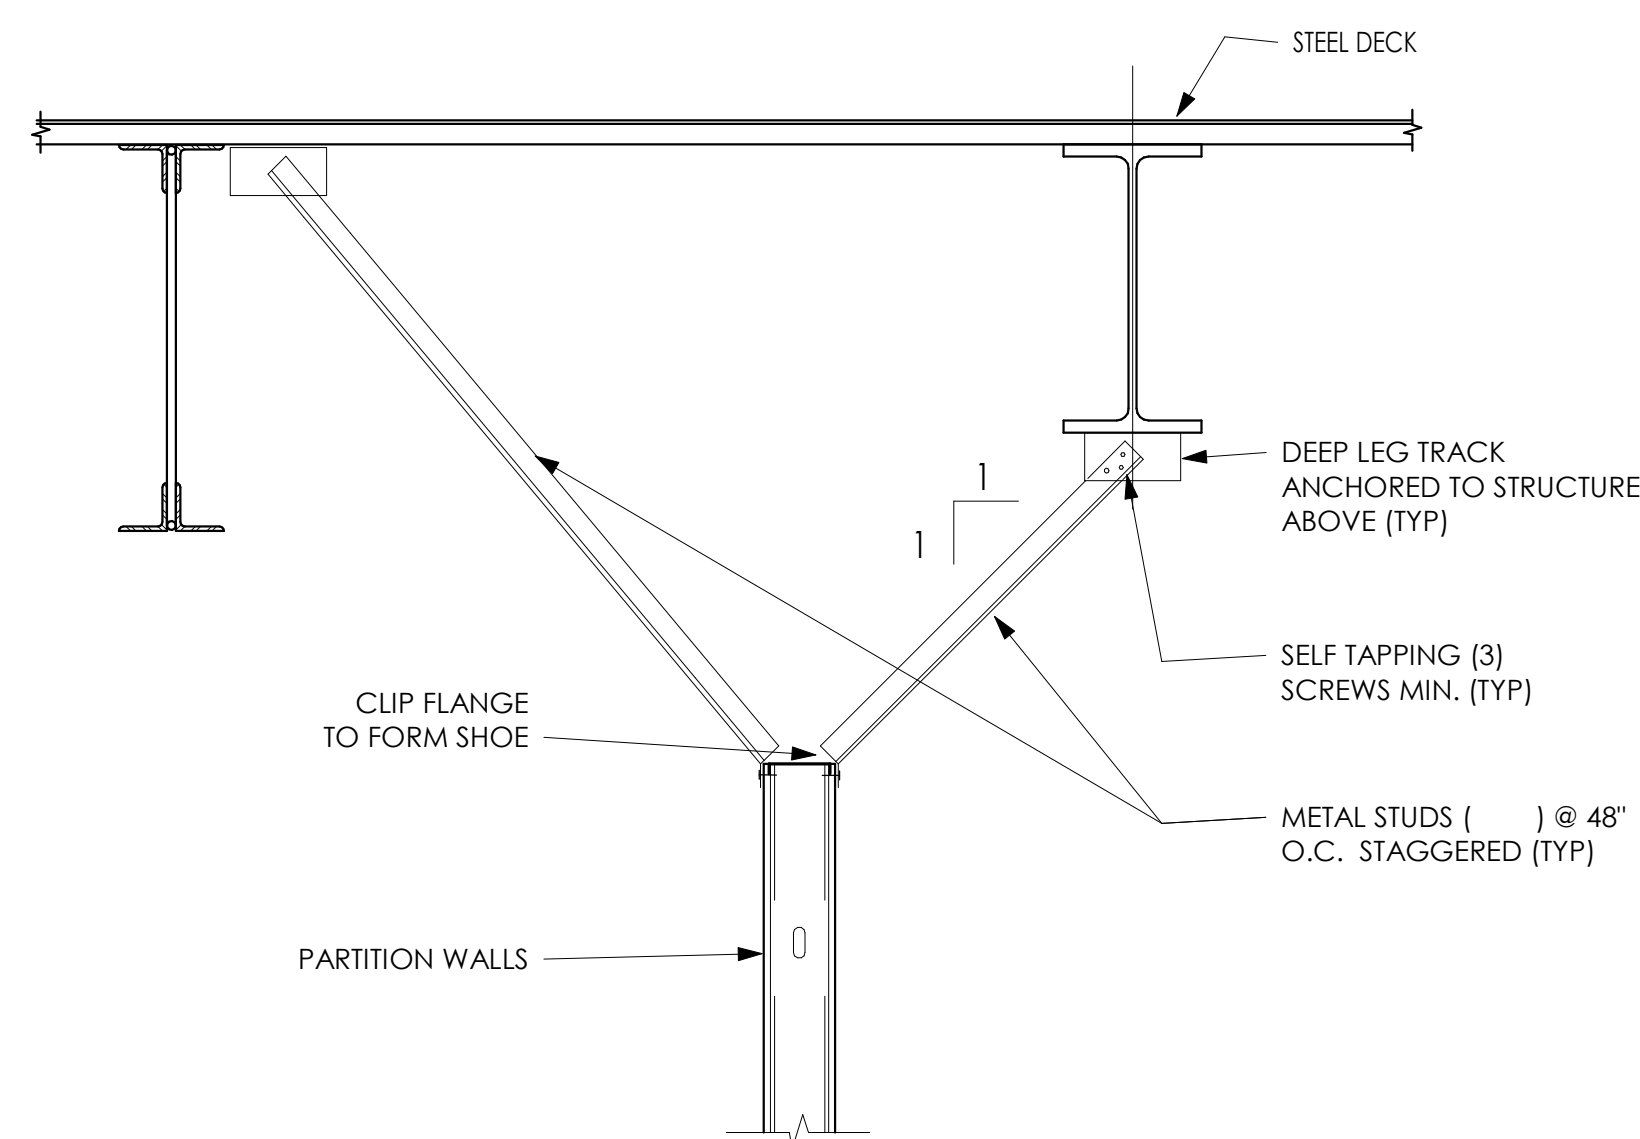 STEEL DECK
DEEP LEG TRACK
ANCHORED TO STRUCTURE
ABOVE (TYP)
1
1
SELF TAPPING (3)
SCREWS MIN. (TYP)
CLIP FLANGE
TO FORM SHOE
METAL STUDS (        ) @ 48"
O.C.  STAGGERED (TYP)
PARTITION WALLS